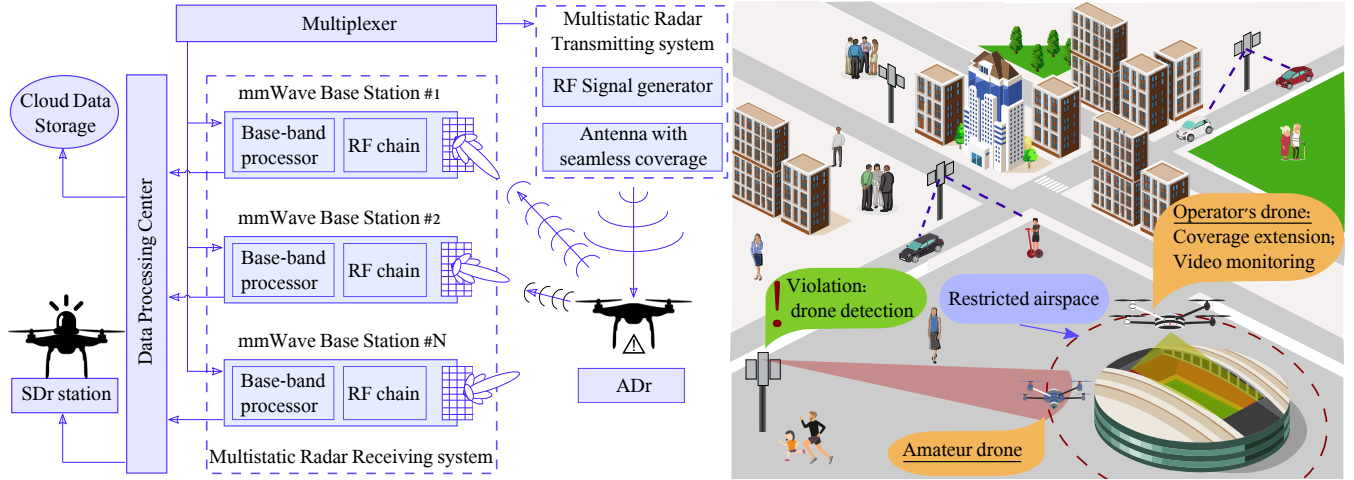 Multiplexer
Multistatic Radar
Transmitting system
RF Signal generator
Antenna with
seamless coverage
Cloud Data
Storage
Data Processing Center
SDr station
mmWave Base Station #1
Base-band
processor
RF chain
mmWave Base Station #2
Base-band
processor
RF chain
mmWave Base Station #N
Base-band
processor
RF chain
Multistatic Radar Receiving system
ADr
Operator's drone:
Coverage extension;
Video monitoring
! Violation:
drone detection
Restricted airspace
Amateur drone